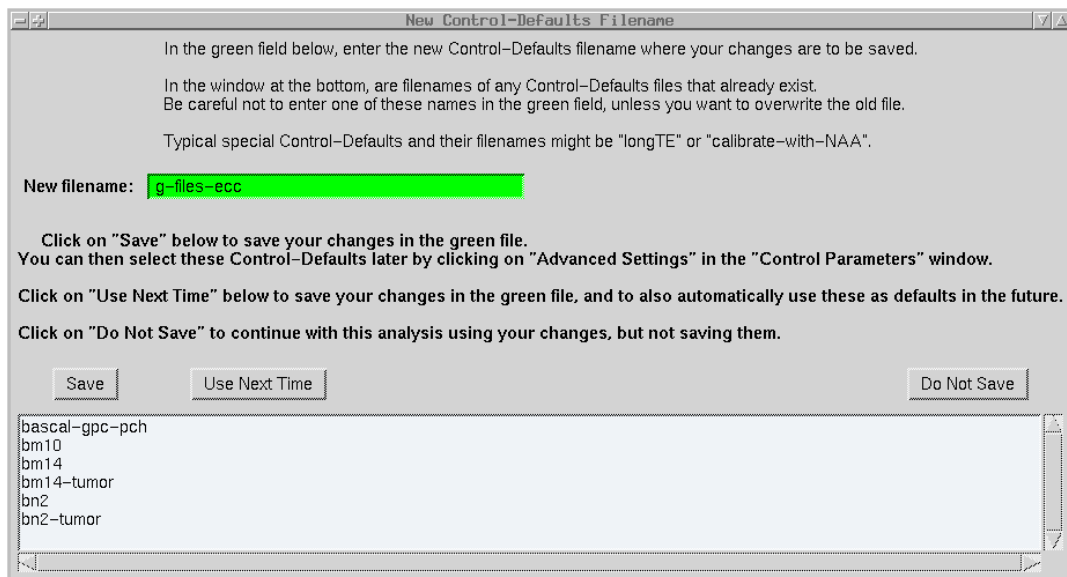 New Control-Defaults Filename
In the green field below, enter the new Control-Defaults filename where your changes are to be saved.
In the window at the bottom, are filenames of any Control-Defaults files that already exist.
Be careful not to enter one of these names in the green field, unless you want to overwrite the old file.
Typical special Control-Defaults and their filenames might be "longTE" or "calibrate-with-NAA".
New filename: g-files-ecc
Click on "Save" below to save your changes in the green file.
You can then select these Control-Defaults later by clicking on "Advanced Settings" in the "Control Parameters" window.
Click on "Use Next Time" below to save your changes in the green file, and to also automatically use these as defaults in the future.
Click on "Do Not Save" to continue with this analysis using your changes, but not saving them.
Save Use Next Time Do Not Save
bascal-gpc-pch
bm10
bm14
bm14-tumor
bn2
bn2-tumor